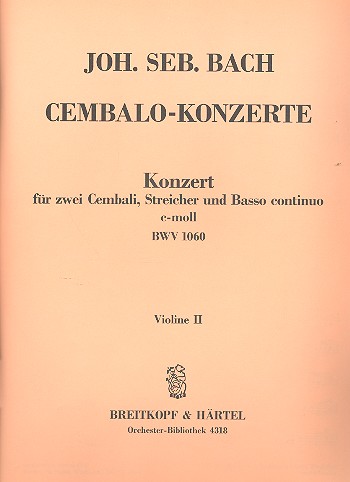 JOH. SEB. BACH
CEMBALO-KONZERTE
Konzert
für zwei Cembali, Streicher und Basso continuo
c-moll
BWV 1060
Violine II
BREITKOPF & HÄRTEL
Orchester-Bibliothek 4318